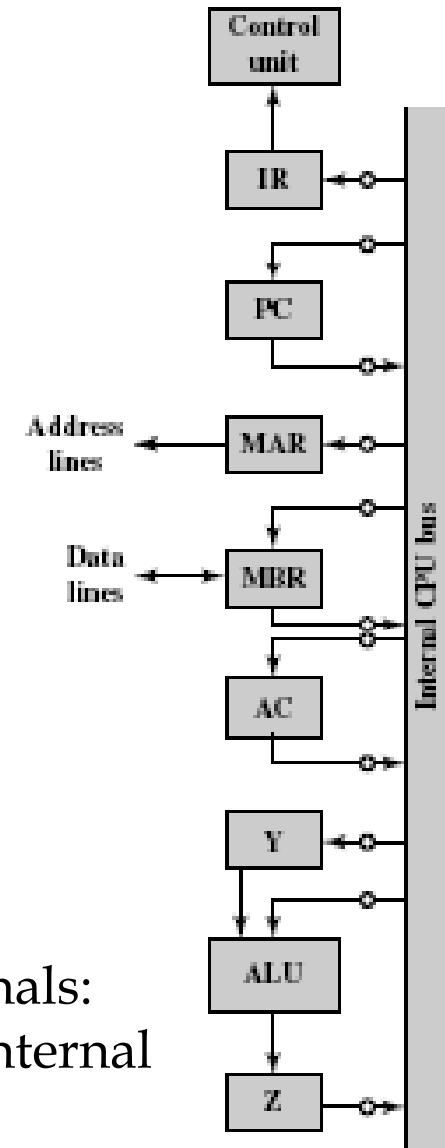 Control
unit
IR
PC
Address
lines
MAR
Data
lines
MBR
Internal CPU bus
AC
Y
ALU
nals:
nternal
Z